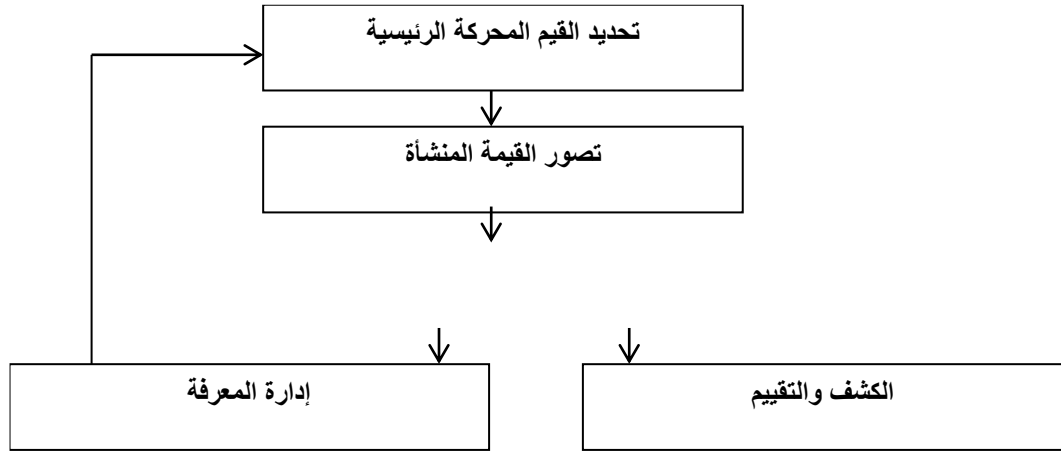 تحديد القيم المحركة الرئيسية
تصور القيمة المنشأة
الكشف والتقييم
إدارة المعرفة